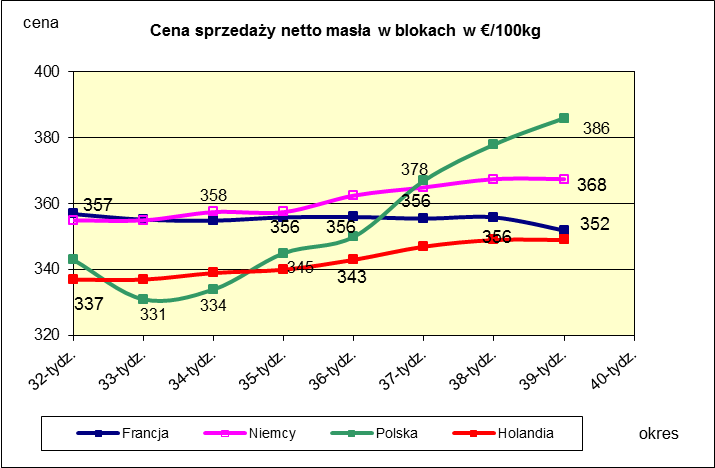 cena
Cena sprzedaży netto masła w blokach w €/100kg
400
380
360
340
320
386
378
368
358
357
356
356
356
356
352
345
343
337
334
331
32-tydz.
33-tydz.
34-tydz.
35-tydz.
36-tydz.
37-tydz.
38-tydz.
39-tydz.
40-tydz.
Francja
Niemcy
Polska
Holandia
okres